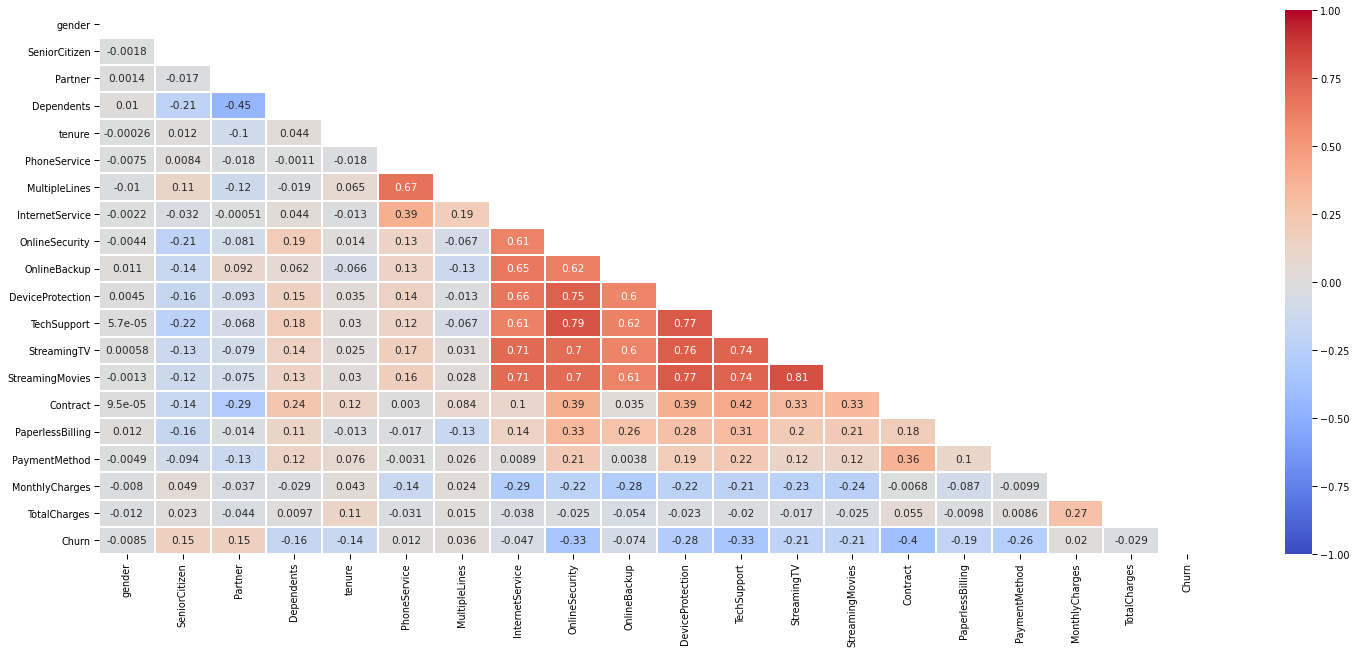 gender
SeniorCitizen -0.0018
Partner 0.0014 -0.017
Dependents 0.01 -0.21 -0.45
tenure -0.00026 0.012 -0.1 0.044
PhoneService -0.0075 0.0084 -0.018 -0.0011 -0.018
MultipleLines -0.01 0.11 -0.12 -0.019 0.065 0.67
InternetService -0.0022 -0.032 -0.00051 0.044 -0.013 0.39 0.19
OnlineSecurity -0.0044 -0.21 -0.081 0.19 0.014 0.13 -0.067 0.61
OnlineBackup 0.011 -0.14 0.092 0.062 -0.066 0.13 -0.13 0.65 0.62
DeviceProtection 0.0045 -0.16 -0.093 0.15 0.035 0.14 -0.013 0.66 0.75 0.6
TechSupport 5.7e-05 -0.22 -0.068 0.18 0.03 0.12 -0.067 0.61 0.79 0.62 0.77
StreamingTV 0.00058 -0.13 -0.079 0.14 0.025 0.17 0.031 0.71 0.7 0.6 0.76 0.74
StreamingMovies -0.0013 -0.12 -0.075 0.13 0.03 0.16 0.028 0.71 0.7 0.61 0.77 0.74 0.81
Contract 9.5e-05 -0.14 -0.29 0.24 0.12 0.003 0.084 0.1 0.39 0.035 0.39 0.42 0.33 0.33
PaperlessBilling 0.012 -0.16 -0.014 0.11 -0.013 -0.017 -0.13 0.14 0.33 0.26 0.28 0.31 0.2 0.21 0.18
PaymentMethod -0.0049 -0.094 -0.13 0.12 0.076 -0.0031 0.026 0.0089 0.21 0.0038 0.19 0.22 0.12 0.12 0.36 0.1
MonthlyCharges -0.008 0.049 -0.037 -0.029 0.043 -0.14 0.024 -0.29 -0.22 -0.28 -0.22 -0.21 -0.23 -0.24 -0.0068 -0.087 -0.0099
TotalCharges -0.012 0.023 -0.044 0.0097 0.11 -0.031 0.015 -0.038 -0.025 -0.054 -0.023 -0.02 -0.017 -0.025 0.055 -0.0098 0.0086 0.27
Churn -0.0085 0.15 0.15 -0.16 -0.14 0.012 0.036 -0.047 -0.33 -0.074 -0.28 -0.33 -0.21 -0.21 -0.4 -0.19 -0.26 0.02 -0.029
gender
SeniorCitizen
Partner
Dependents
tenure
PhoneService
MultipleLines
InternetService
OnlineSecurity
OnlineBackup
DeviceProtection
TechSupport
StreamingTV
StreamingMovies
Contract
PaperlessBilling
PaymentMethod
MonthlyCharges
TotalCharges
Churn
1.00
0.75
0.50
0.25
0.00
−0.25
−0.50
−0.75
−1.00